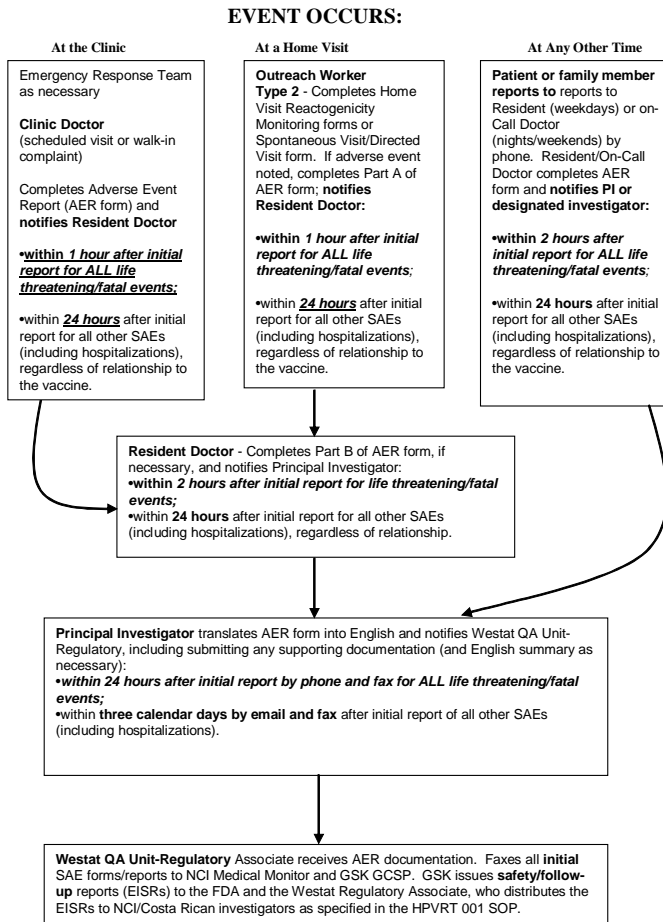 EVENT OCCURS:
At the Clinic
Emergency Response Team
as necessary
Clinic Doctor
(scheduled visit or walk-in
complaint)
Completes Adverse Event
Report (AER form) and
notifies Resident Doctor
•within 1 hour after initial
report for ALL life
threatening/fatal events;
•within 24 hours after initial
report for all other SAEs
(including hospitalizations),
regardless of relationship to
the vaccine.
At a Home Visit
Outreach Worker
Type 2 - Completes Home
Visit Reactogenicity
Monitoring forms or
Spontaneous Visit/Directed
Visit form. If adverse event
noted, completes Part A of
AER form; notifies
Resident Doctor:
•within 1 hour after initial
report for ALL life
threatening/fatal events;
•within 24 hours after initial
report for all other SAEs
(including hospitalizations),
regardless of relationship to
the vaccine.
At Any Other Time
Patient or family member
reports to reports to
Resident (weekdays) or on-
Call Doctor
(nights/weekends) by
phone. Resident/On-Call
Doctor completes AER
form and notifies PI or
designated investigator:
•within 2 hours after
initial report for ALL life
threatening/fatal events;
•within 24 hours after initial
report for all other SAEs
(including hospitalizations),
regardless of relationship to
the vaccine.
Resident Doctor - Completes Part B of AER form, if
necessary, and notifies Principal Investigator:
•within 2 hours after initial report for life threatening/fatal
events;
•within 24 hours after initial report for all other SAEs
(including hospitalizations), regardless of relationship.
Principal Investigator translates AER form into English and notifies Westat QA Unit-
Regulatory, including submitting any supporting documentation (and English summary as
necessary):
•within 24 hours after initial report by phone and fax for ALL life threatening/fatal
events;
•within three calendar days by email and fax after initial report of all other SAEs
(including hospitalizations).
Westat QA Unit-Regulatory Associate receives AER documentation. Faxes all initial
SAE forms/reports to NCI Medical Monitor and GSK GCSP. GSK issues safety/follow-
up reports (EISRs) to the FDA and the Westat Regulatory Associate, who distributes the
EISRs to NCI/Costa Rican investigators as specified in the HPVRT 001 SOP.